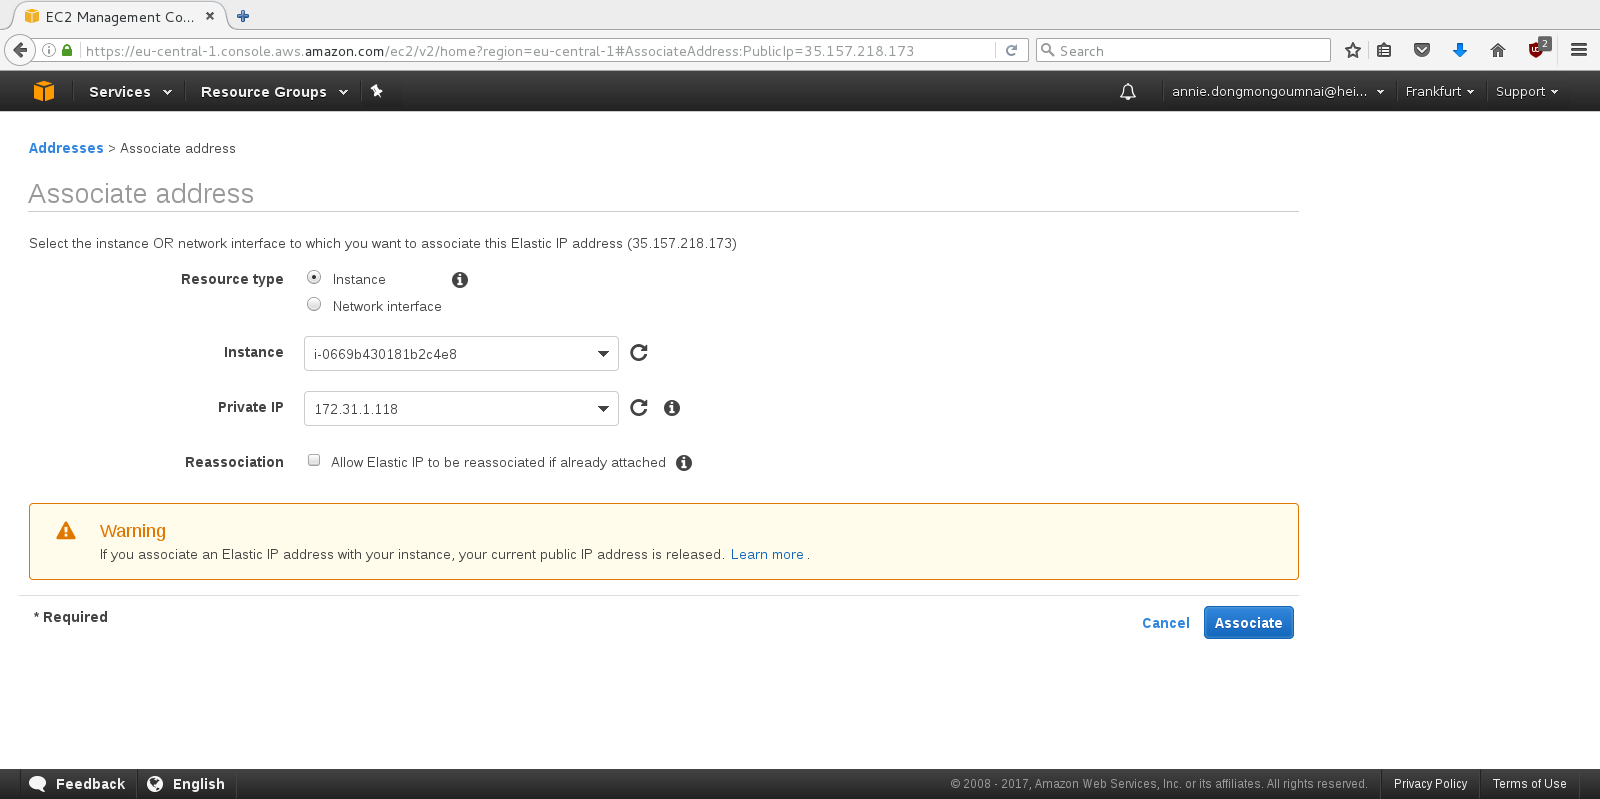 EC2 Management Co...
https://eu-central-1.console.aws.amazon.com/ec2/v2/home?region=eu-central-1#AssociateAddress:PublicIp=35.157.218.173
Search
2
Services
Resource Groups
annie.dongmongoumnai@hei...
Frankfurt
Support
Addresses > Associate address
Associate address
Select the instance OR network interface to which you want to associate this Elastic IP address (35.157.218.173)
Resource type
Instance
Network interface
Instance
i-0669b430181b2c4e8
Private IP
172.31.1.118
Reassociation
Allow Elastic IP to be reassociated if already attached
Warning
If you associate an Elastic IP address with your instance, your current public IP address is released. Learn more.
* Required
Cancel
Associate
Feedback
English
© 2008 - 2017, Amazon Web Services, Inc. or its affiliates. All rights reserved.
Privacy Policy
Terms of Use